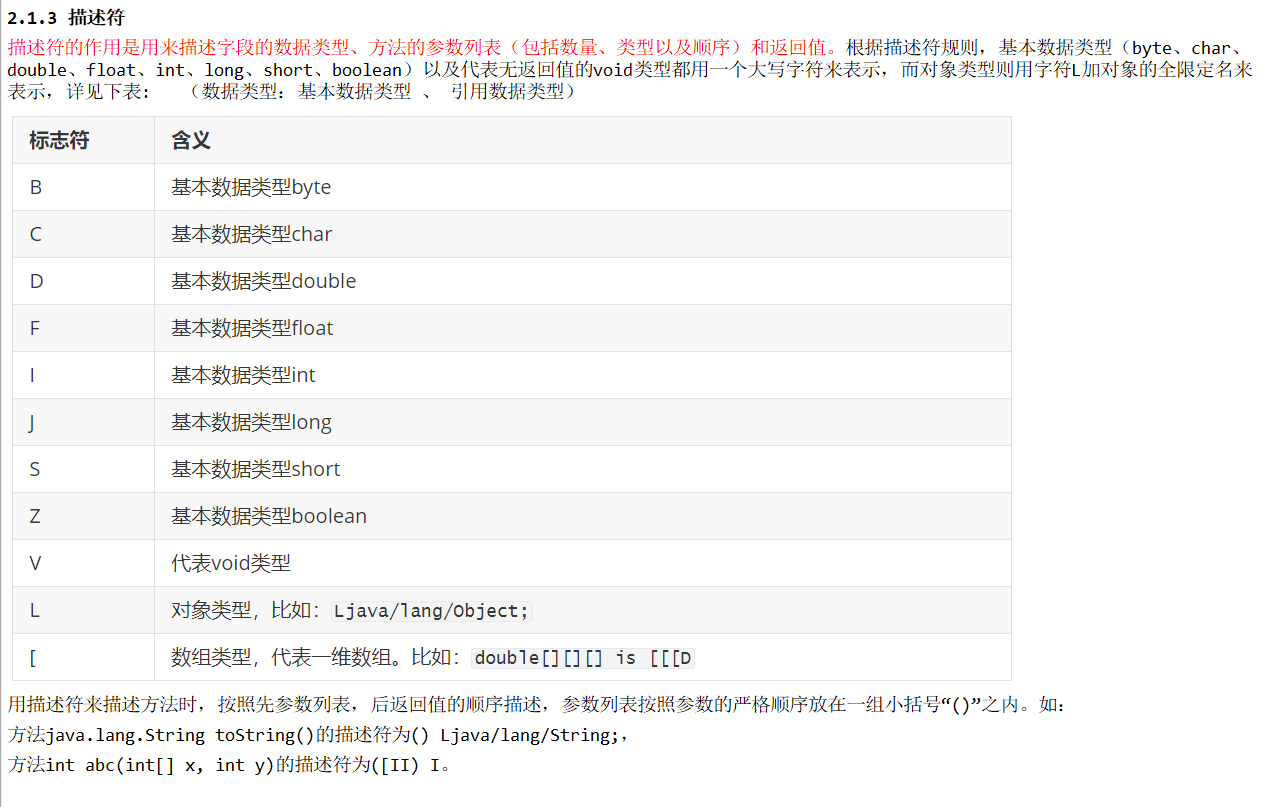 2.1.3 描述符
描述符的作用是用来描述字段的数据类型、方法的参数列表（包括数量、类型以及顺序）和返回值。根据描述符规则，基本数据类型（byte、char、
double、float、int、long、short、boolean）以及代表无返回值的void类型都用一个大写字符来表示，而对象类型则用字符L加对象的全限定名来
表示，详见下表: （数据类型：基本数据类型 、 引用数据类型）
标志符 含义
B 基本数据类型byte
C 基本数据类型char
D 基本数据类型double
F 基本数据类型float
I 基本数据类型int
J 基本数据类型long
S 基本数据类型short
Z 基本数据类型boolean
V 代表void类型
L 对象类型，比如：Ljava/lang/Object;
[ 数组类型，代表一维数组。比如：double[][][] is [[[D
用描述符来描述方法时，按照先参数列表，后返回值的顺序描述，参数列表按照参数的严格顺序放在一组小括号“()”之内。如：
方法java.lang.String toString()的描述符为() Ljava/lang/String;，
方法int abc(int[] x, int y)的描述符为([II) I。